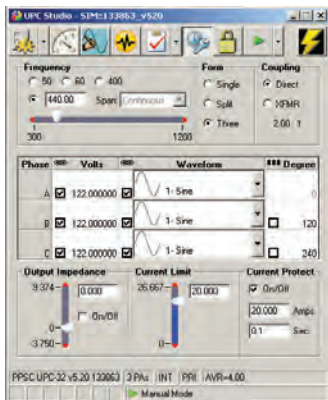 UPC Studio - SIM::133863_v520
Frequency Form Coupling
50 60 400 Single Direct
440.00 Span: Continuous Split XFMR
Three 2.00 : 1
300 1200
Phase Volts Waveform Degree
A 122.000000 1- Sine 0
B 122.000000 1- Sine 120
C 122.000000 1- Sine 240
Output Impedance Current Limit Current Protect
9.374 0.000 26.667 20.000 On/Off
On/Off 20.000 Amps
0 0.1 Sec
-3.750 0
PPSC UPC-32 v5.20 133863 3 PAs INT PRI AVR=4.00
Manual Mode